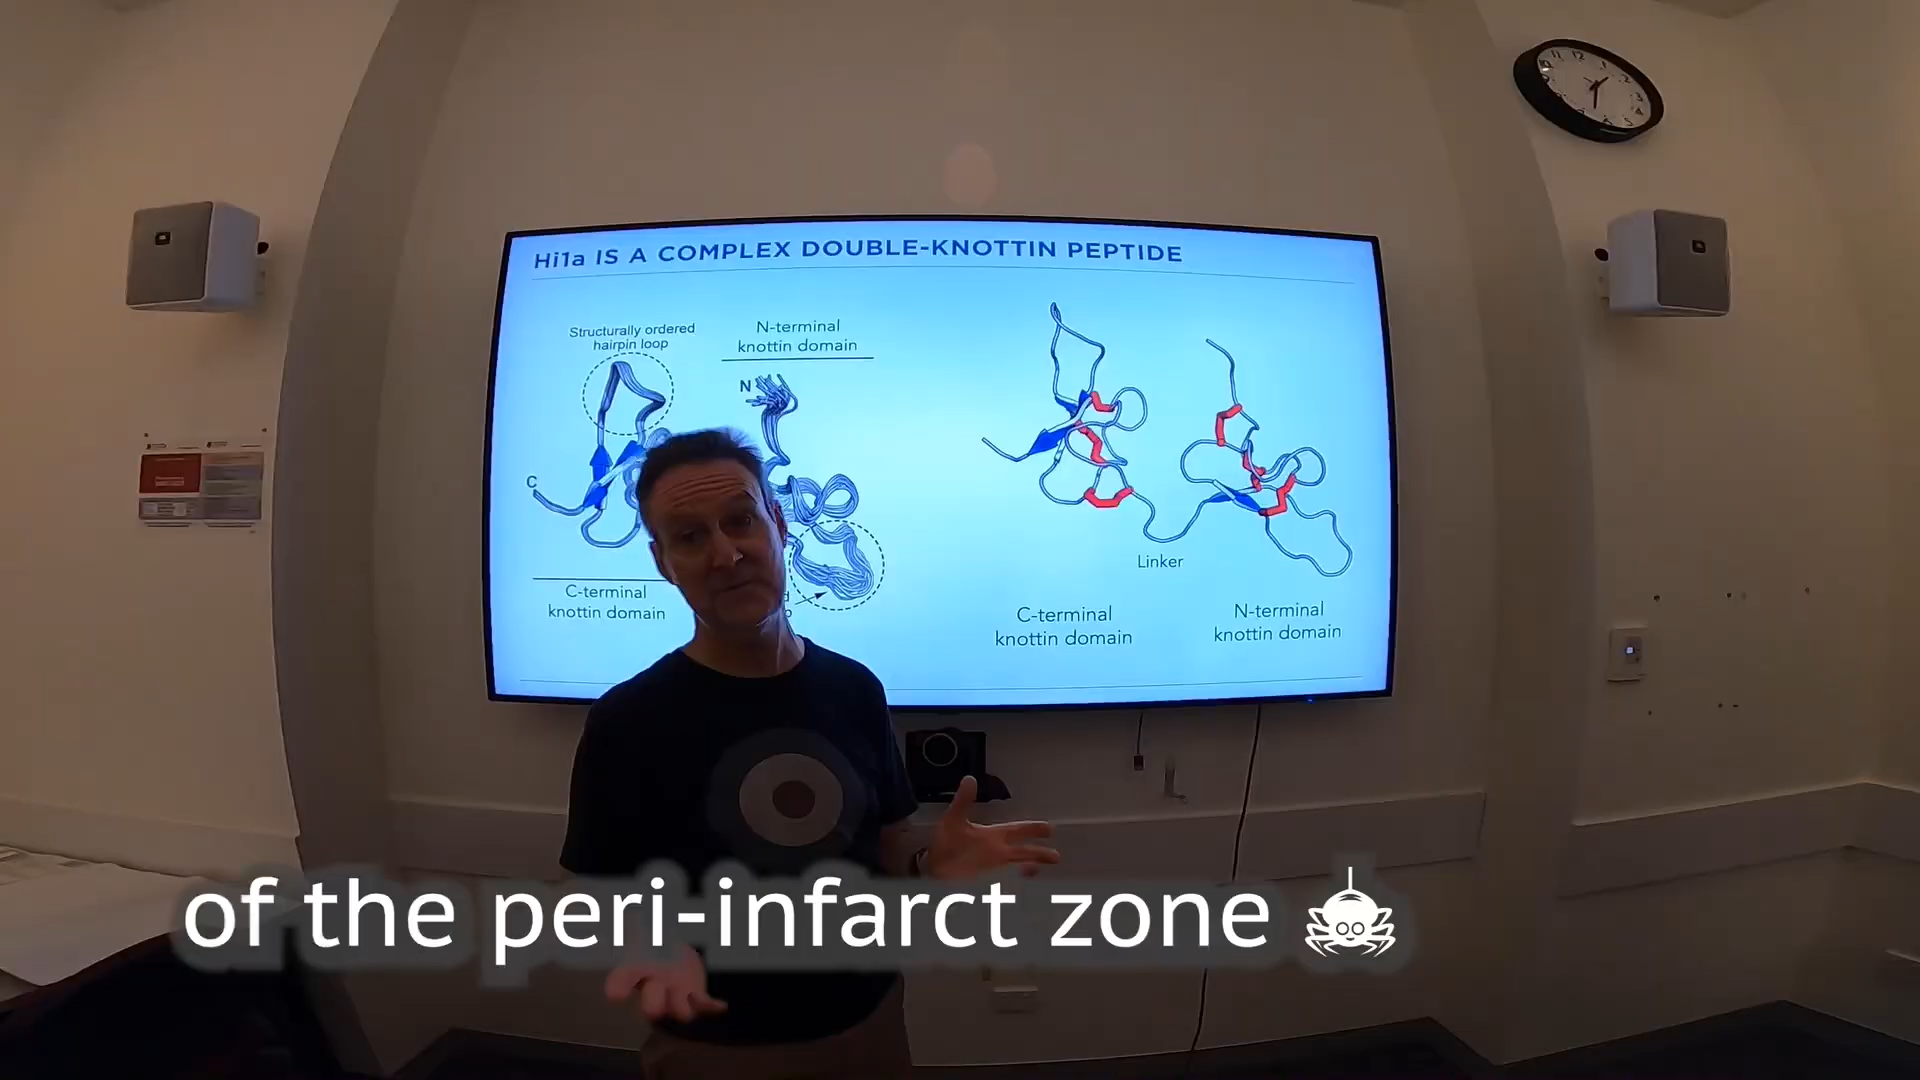 Hi1a IS A COMPLEX DOUBLE-KNOTTIN PEPTIDE
Structurally ordered
hairpin loop
N-terminal
knottin domain
N
C
C-terminal
knottin domain
Linker
C-terminal
knottin domain
N-terminal
knottin domain
of the peri-infarct zone